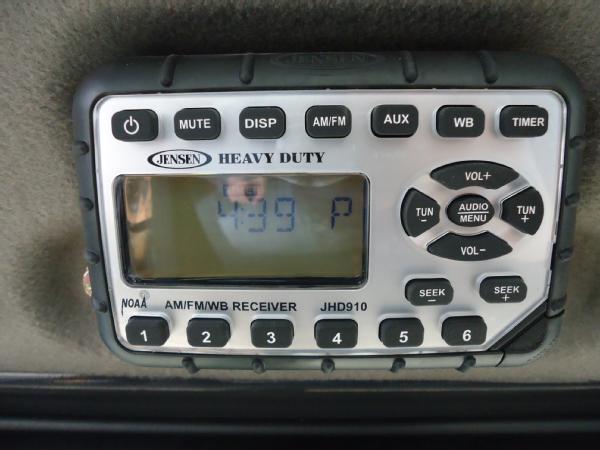 JENSEN
⏻ MUTE DISP AM/FM AUX WB TIMER
JENSEN HEAVY DUTY
4:39 P
VOL+
TUN - AUDIO/MENU TUN +
VOL-
SEEK - SEEK +
NOAA AM/FM/WB RECEIVER JHD910
1 2 3 4 5 6